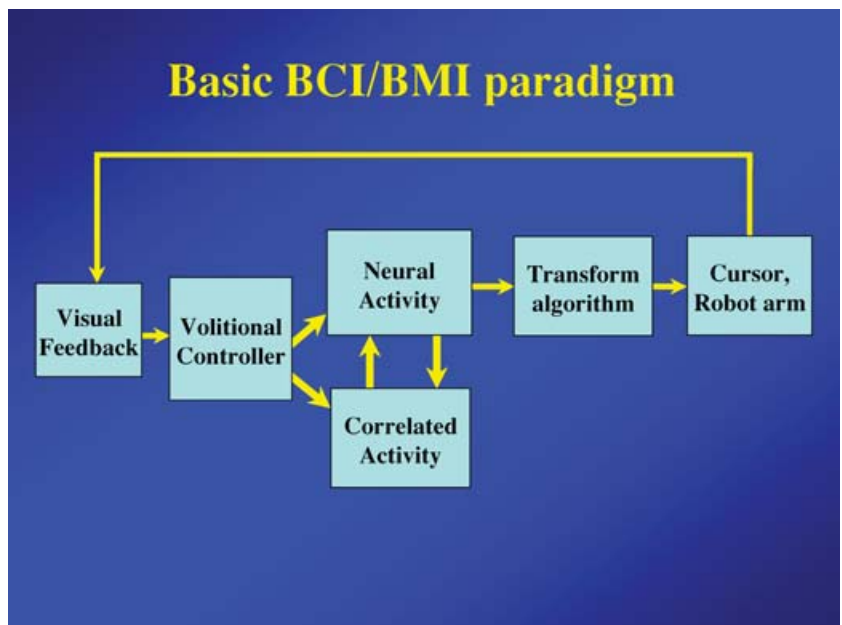 Basic BCI/BMI paradigm
Visual
Feedback
Volitional
Controller
Neural
Activity
Correlated
Activity
Transform
algorithm
Cursor,
Robot arm